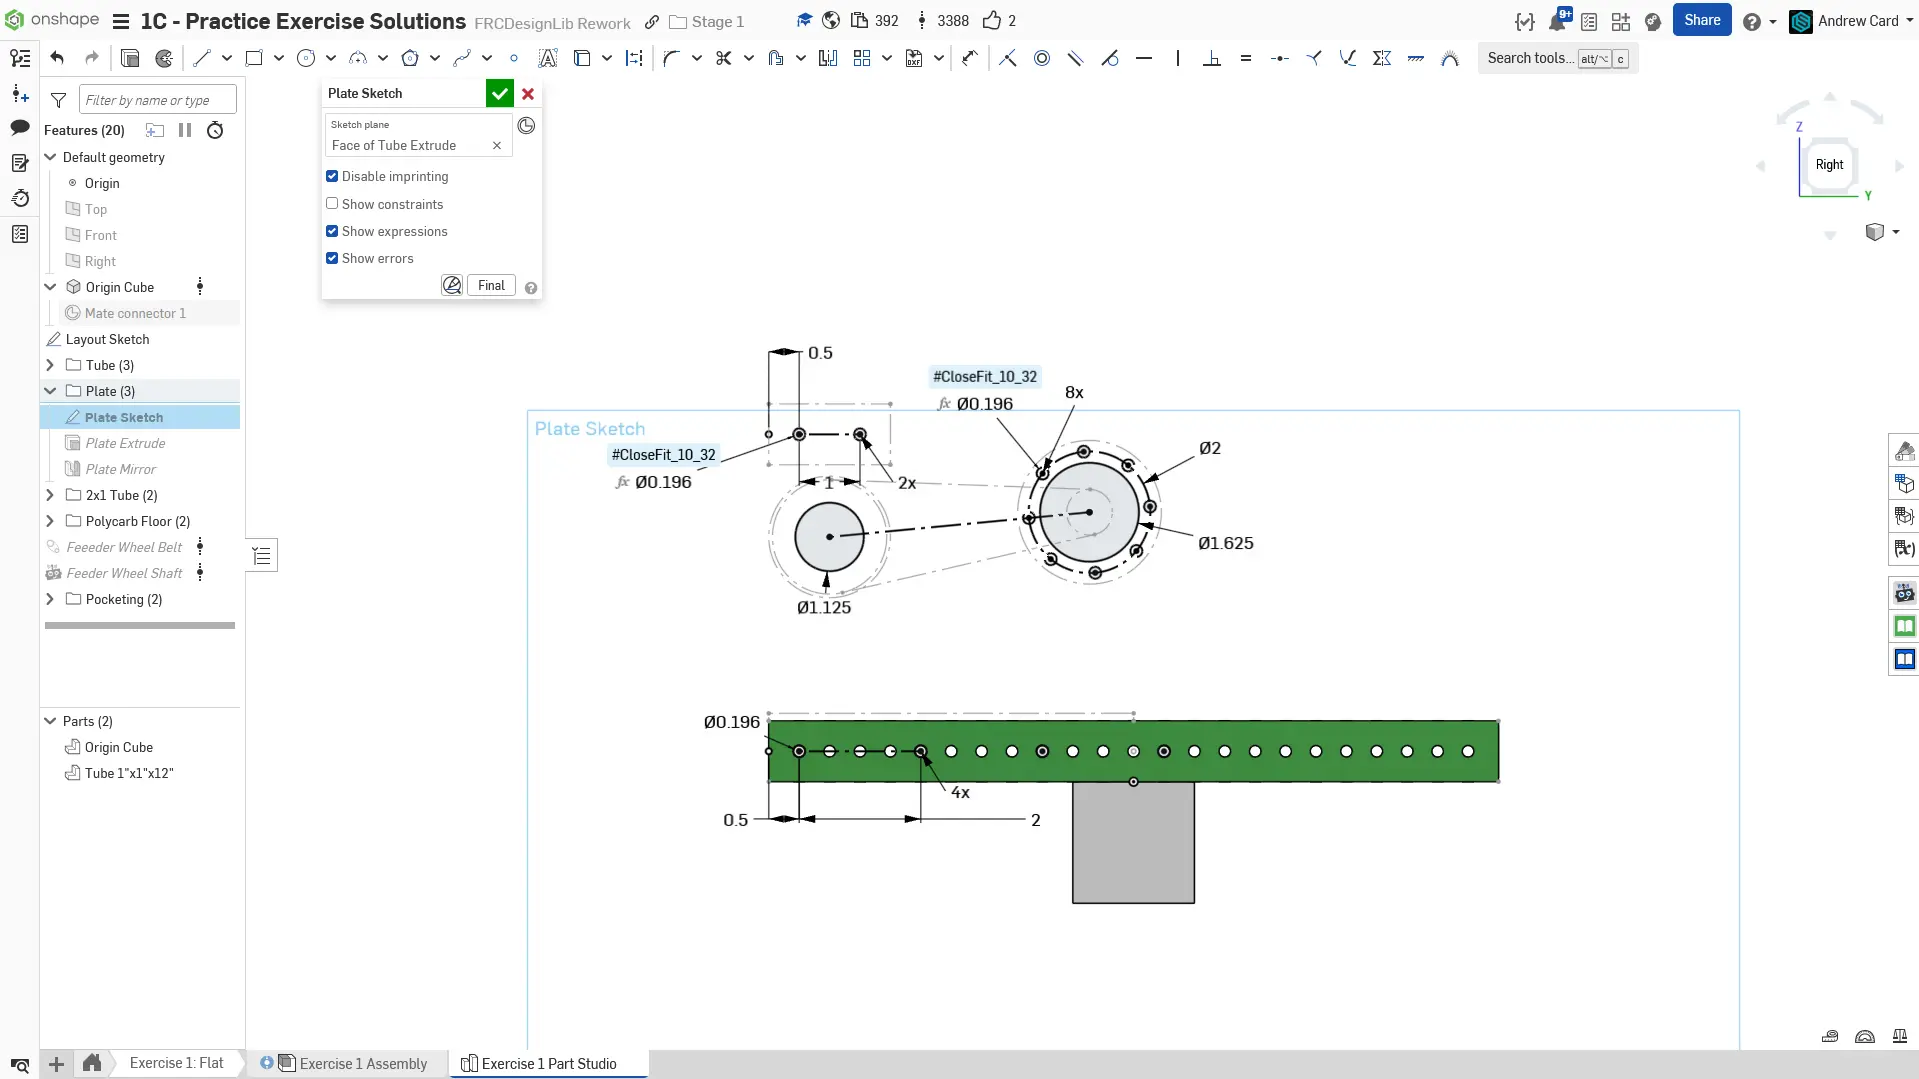 onshape
1C - Practice Exercise Solutions
FRCDesignLib Rework
Stage 1
392
3388
2
9+
Share
Andrew Card
Search tools...
alt/⌥
c
Filter by name or type
Features (20)
Default geometry
Origin
Top
Front
Right
Origin Cube
Mate connector 1
Layout Sketch
Tube (3)
Plate (3)
Plate Sketch
Plate Extrude
Plate Mirror
2x1 Tube (2)
Polycarb Floor (2)
Feeeder Wheel Belt
Feeder Wheel Shaft
Pocketing (2)
Parts (2)
Origin Cube
Tube 1"x1"x12"
Plate Sketch
Sketch plane
Face of Tube Extrude
Disable imprinting
Show constraints
Show expressions
Show errors
Final
Z
Right
Y
0.5
#CloseFit_10_32
8x
fx Ø0.196
Plate Sketch
Ø2
#CloseFit_10_32
fx Ø0.196
1
2x
Ø1.625
Ø1.125
Ø0.196
4x
0.5
2
Exercise 1: Flat
Exercise 1 Assembly
Exercise 1 Part Studio